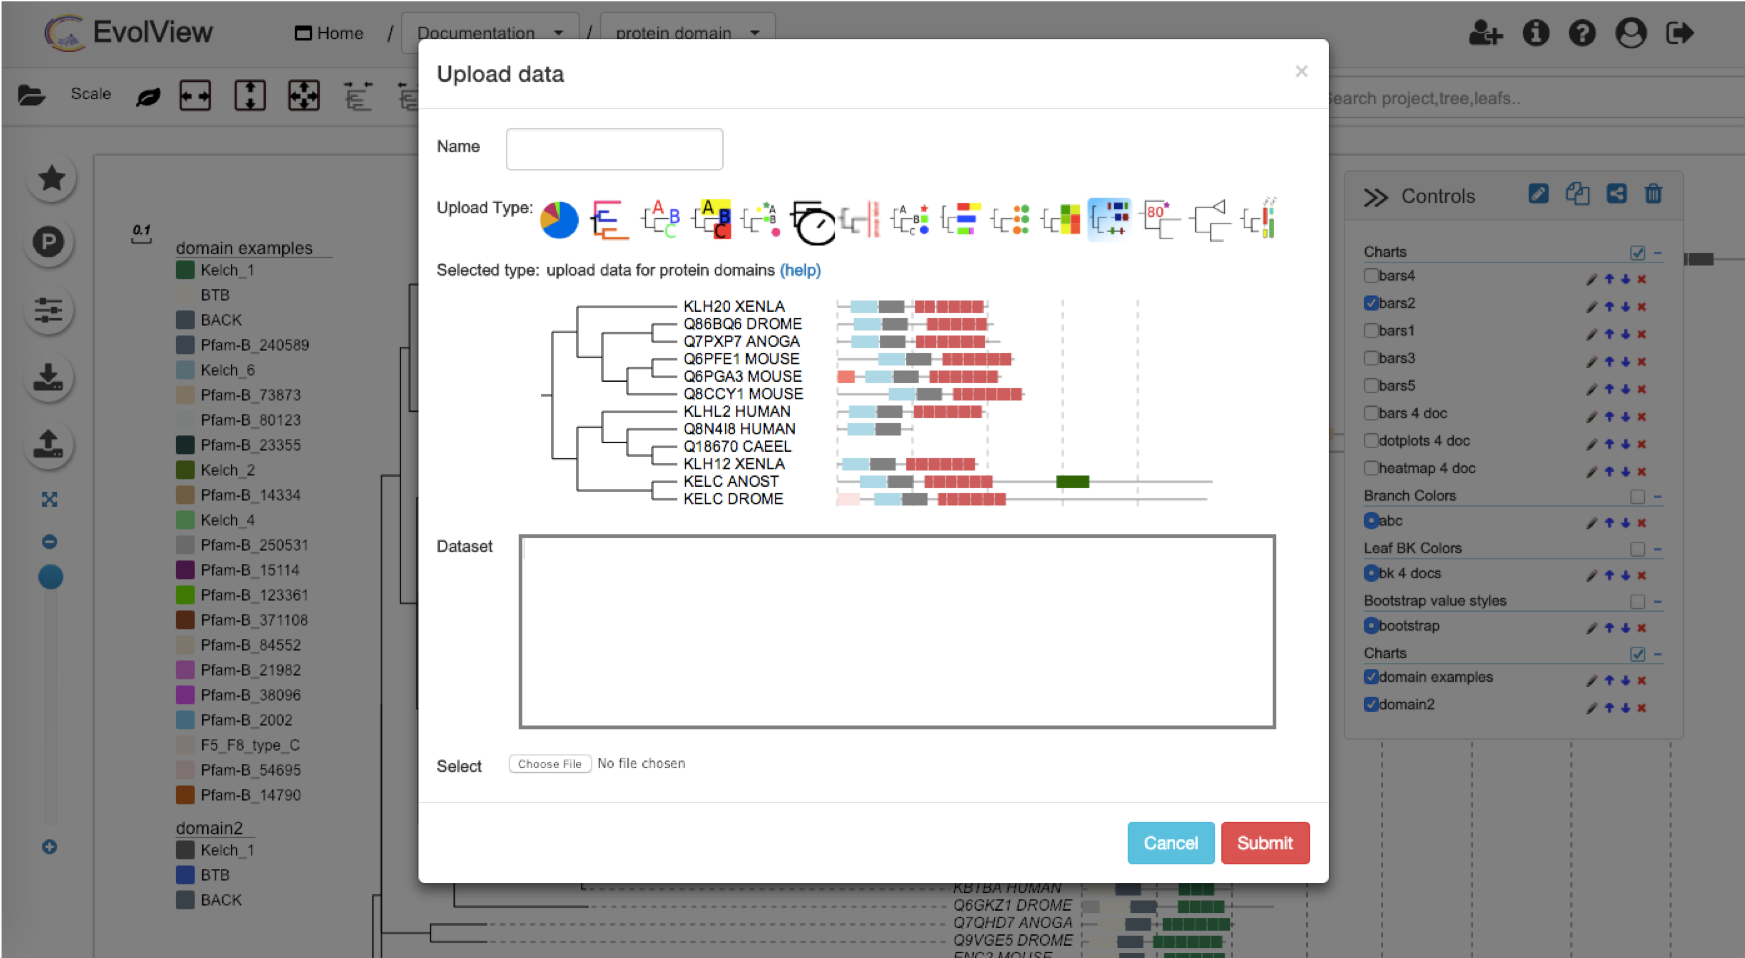 EvolView
Home / Documentation / protein domain
Scale
Search project,tree,leafs..
0.1
domain examples
Kelch_1
BTB
BACK
Pfam-B_240589
Kelch_6
Pfam-B_73873
Pfam-B_80123
Pfam-B_23355
Kelch_2
Pfam-B_14334
Kelch_4
Pfam-B_250531
Pfam-B_15114
Pfam-B_123361
Pfam-B_371108
Pfam-B_84552
Pfam-B_21982
Pfam-B_38096
Pfam-B_2002
F5_F8_type_C
Pfam-B_54695
Pfam-B_14790
domain2
Kelch_1
BTB
BACK
Upload data
×
Name
Upload Type:
A B C
A B C
A B
A B C
80
Selected type: upload data for protein domains (help)
KLH20 XENLA
Q86BQ6 DROME
Q7PXP7 ANOGA
Q6PFE1 MOUSE
Q6PGA3 MOUSE
Q8CCY1 MOUSE
KLHL2 HUMAN
Q8N4I8 HUMAN
Q18670 CAEEL
KLH12 XENLA
KELC ANOST
KELC DROME
Dataset
Select Choose File No file chosen
Cancel Submit
Controls
Charts
bars4
bars2
bars1
bars3
bars5
bars 4 doc
dotplots 4 doc
heatmap 4 doc
Branch Colors
abc
Leaf BK Colors
bk 4 docs
Bootstrap value styles
bootstrap
Charts
domain examples
domain2
KBTBA HUMAN
Q6GKZ1 DROME
Q7QHD7 ANOGA
Q9VGE5 DROME
ENC2 MOUSE